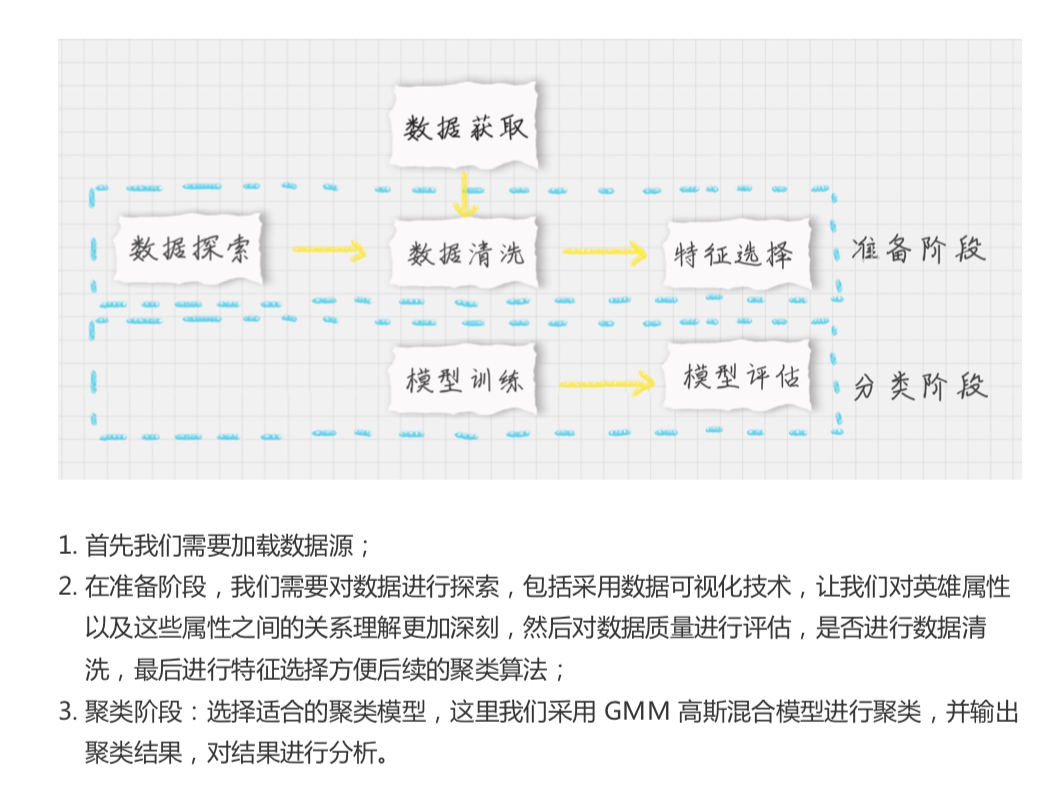 数据获取
数据探索
数据清洗
特征选择
准备阶段
模型训练
模型评估
分类阶段
1. 首先我们需要加载数据源；
2. 在准备阶段，我们需要对数据进行探索，包括采用数据可视化技术，让我们对英雄属性
以及这些属性之间的关系理解更加深刻，然后对数据质量进行评估，是否进行数据清
洗，最后进行特征选择方便后续的聚类算法；
3. 聚类阶段：选择适合的聚类模型，这里我们采用 GMM 高斯混合模型进行聚类，并输出
聚类结果，对结果进行分析。